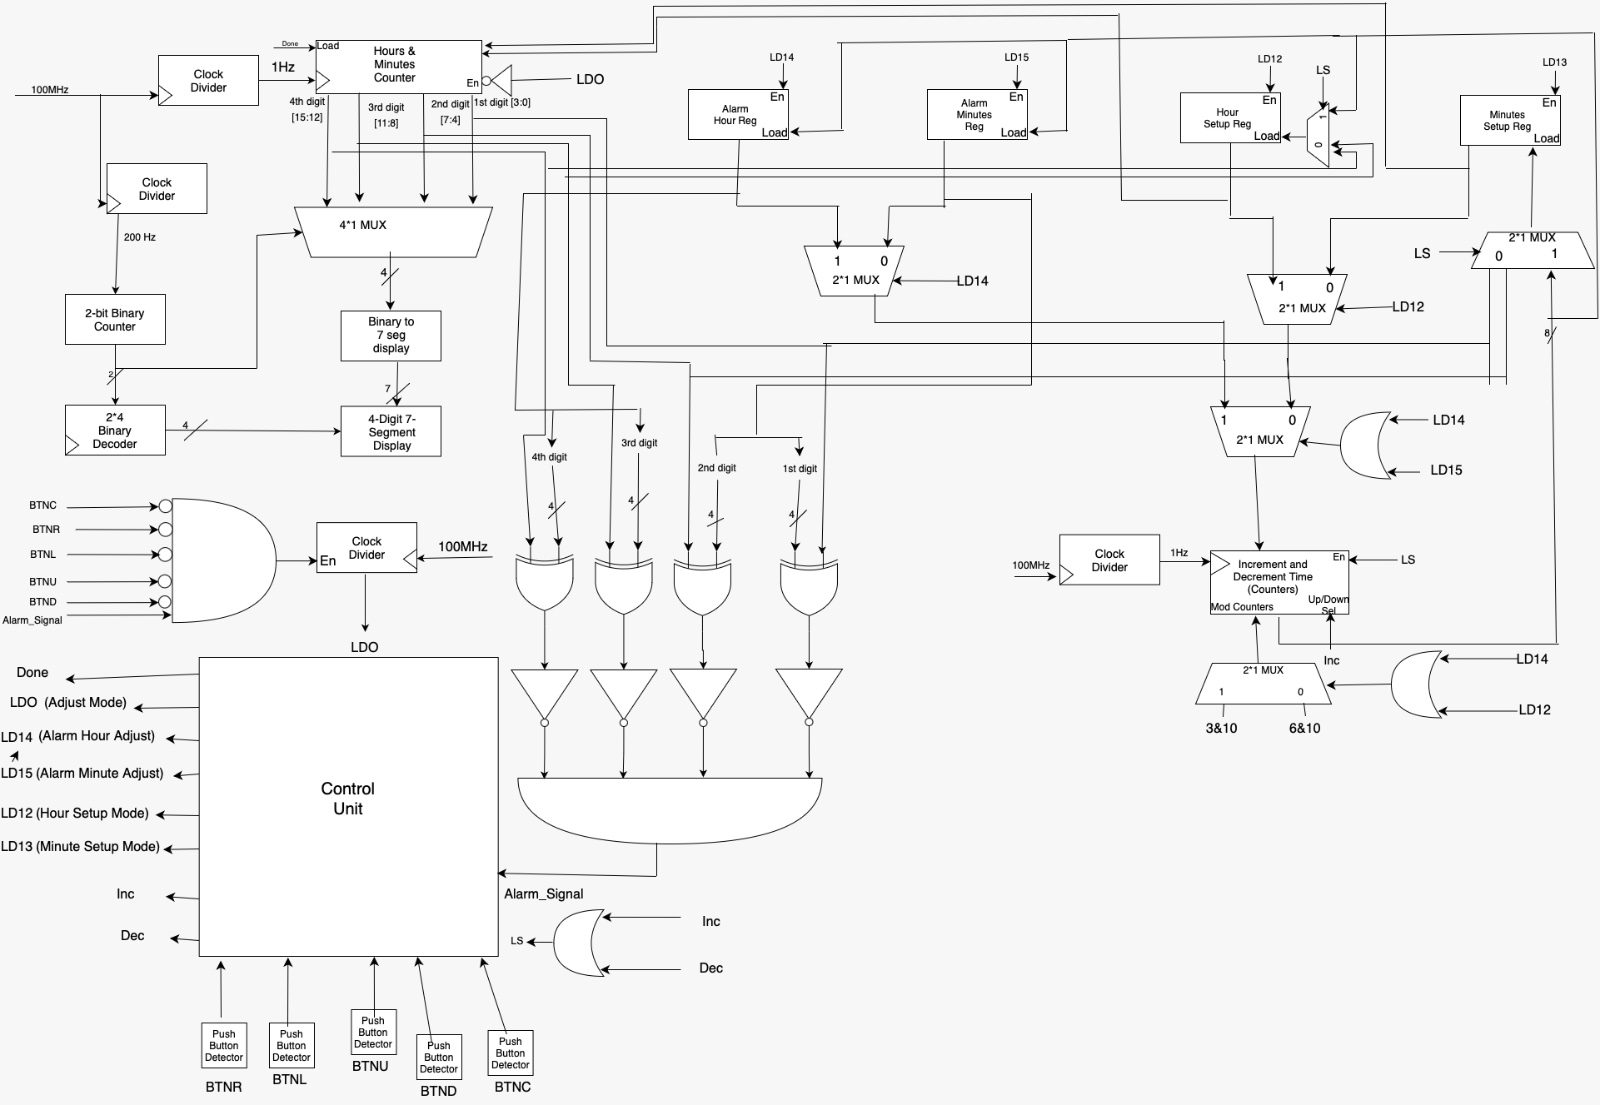 Done
Load
Hours &
Minutes
Counter
En
LDO
Clock
Divider
1Hz
100MHz
4th digit
[15:12]
3rd digit
[11:8]
2nd digit
[7:4]
1st digit [3:0]
LD14
En
Alarm
Hour Reg
Load
LD15
En
Alarm
Minutes
Reg
Load
LD12
En
Hour
Setup Reg
Load
LS
1
0
LD13
En
Minutes
Setup Reg
Load
Clock
Divider
200 Hz
4*1 MUX
4
2-bit Binary
Counter
2
Binary to
7 seg
display
7
2*4
Binary
Decoder
4
4-Digit 7-
Segment
Display
1
0
2*1 MUX
LD14
1
0
2*1 MUX
LD12
LS
2*1 MUX
0
1
8
1
0
2*1 MUX
LD14
LD15
4th digit
3rd digit
2nd digit
1st digit
4
4
4
4
BTNC
BTNR
BTNL
BTNU
BTND
Alarm_Signal
Clock
Divider
En
100MHz
LDO
100MHz
Clock
Divider
1Hz
Increment and
Decrement Time
(Counters)
En
LS
Mod Counters
Up/Down
Sel
Inc
2*1 MUX
1
0
3&10
6&10
LD14
LD12
Done
LDO (Adjust Mode)
LD14 (Alarm Hour Adjust)
LD15 (Alarm Minute Adjust)
LD12 (Hour Setup Mode)
LD13 (Minute Setup Mode)
Inc
Dec
Control
Unit
Alarm_Signal
LS
Inc
Dec
Push
Button
Detector
BTNR
Push
Button
Detector
BTNL
Push
Button
Detector
BTNU
Push
Button
Detector
BTND
Push
Button
Detector
BTNC